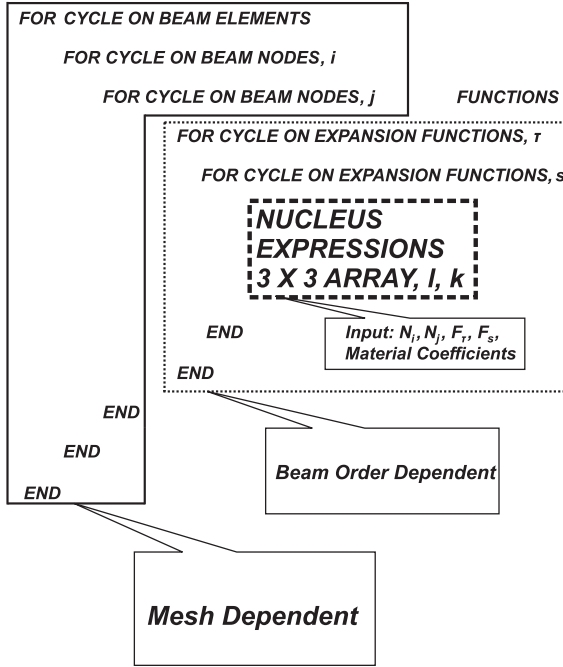 FOR CYCLE ON BEAM ELEMENTS
FOR CYCLE ON BEAM NODES, i
FOR CYCLE ON BEAM NODES, j
FUNCTIONS
FOR CYCLE ON EXPANSION FUNCTIONS, τ
FOR CYCLE ON EXPANSION FUNCTIONS, s
NUCLEUS
EXPRESSIONS
3 X 3 ARRAY, l, k
Input: Nᵢ, Nⱼ, F_τ, Fₛ,
Material Coefficients
END
END
END
END
END
Beam Order Dependent
Mesh Dependent